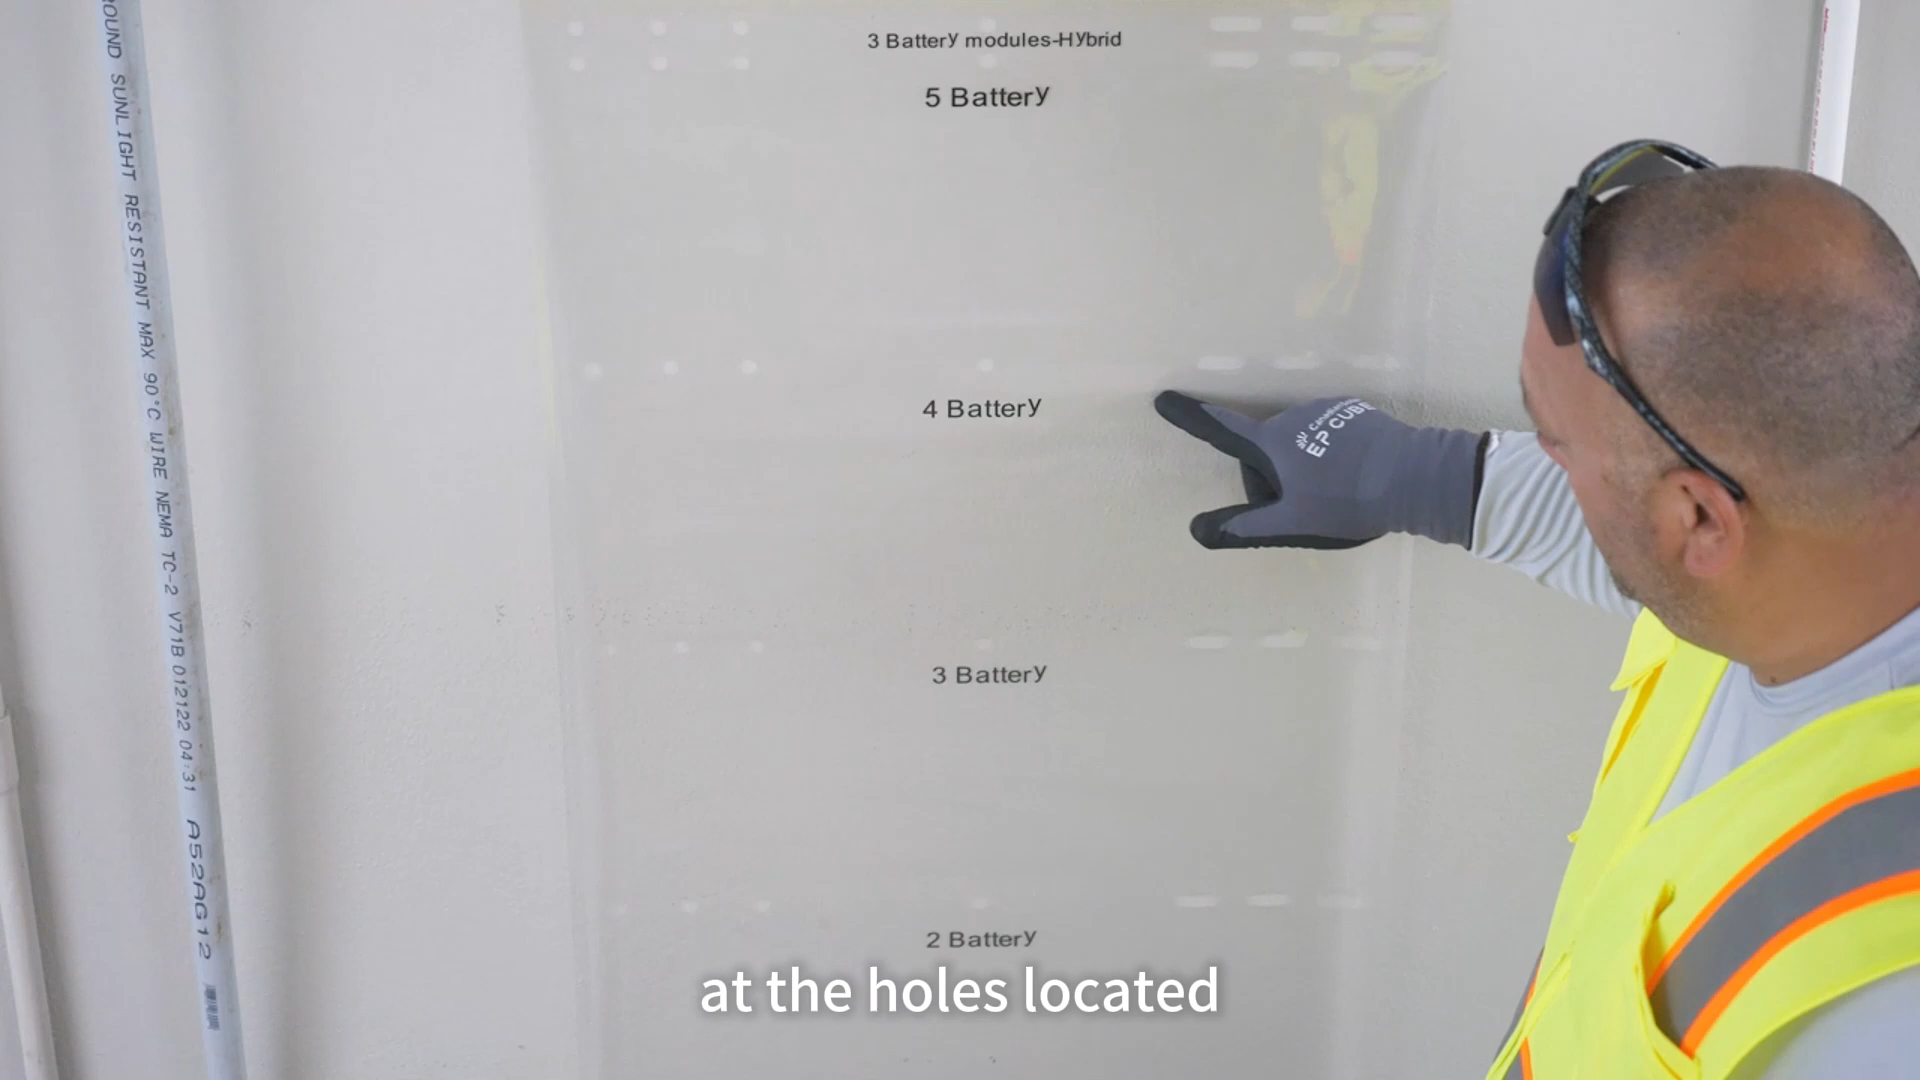 OUND SUNLIGHT RESISTANT MAX 90°C WIRE NEMA TC-2 V71B 012122 04:31 A52AG12
3 Battery modules-Hybrid
5 Battery
4 Battery
3 Battery
2 Battery
EP CUBE
at the holes located